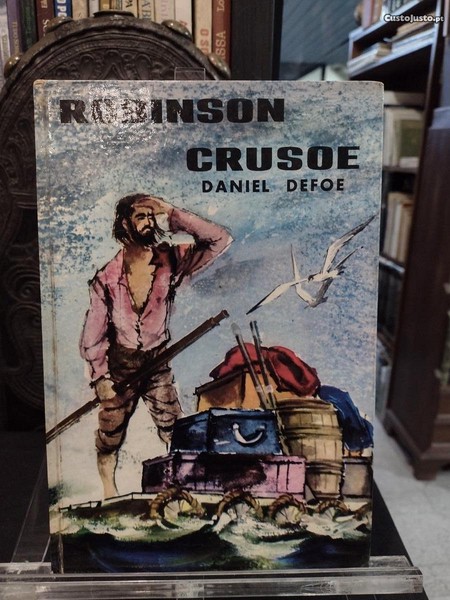 CustoJusto.pt
ROBINSON
CRUSOE
DANIEL DEFOE